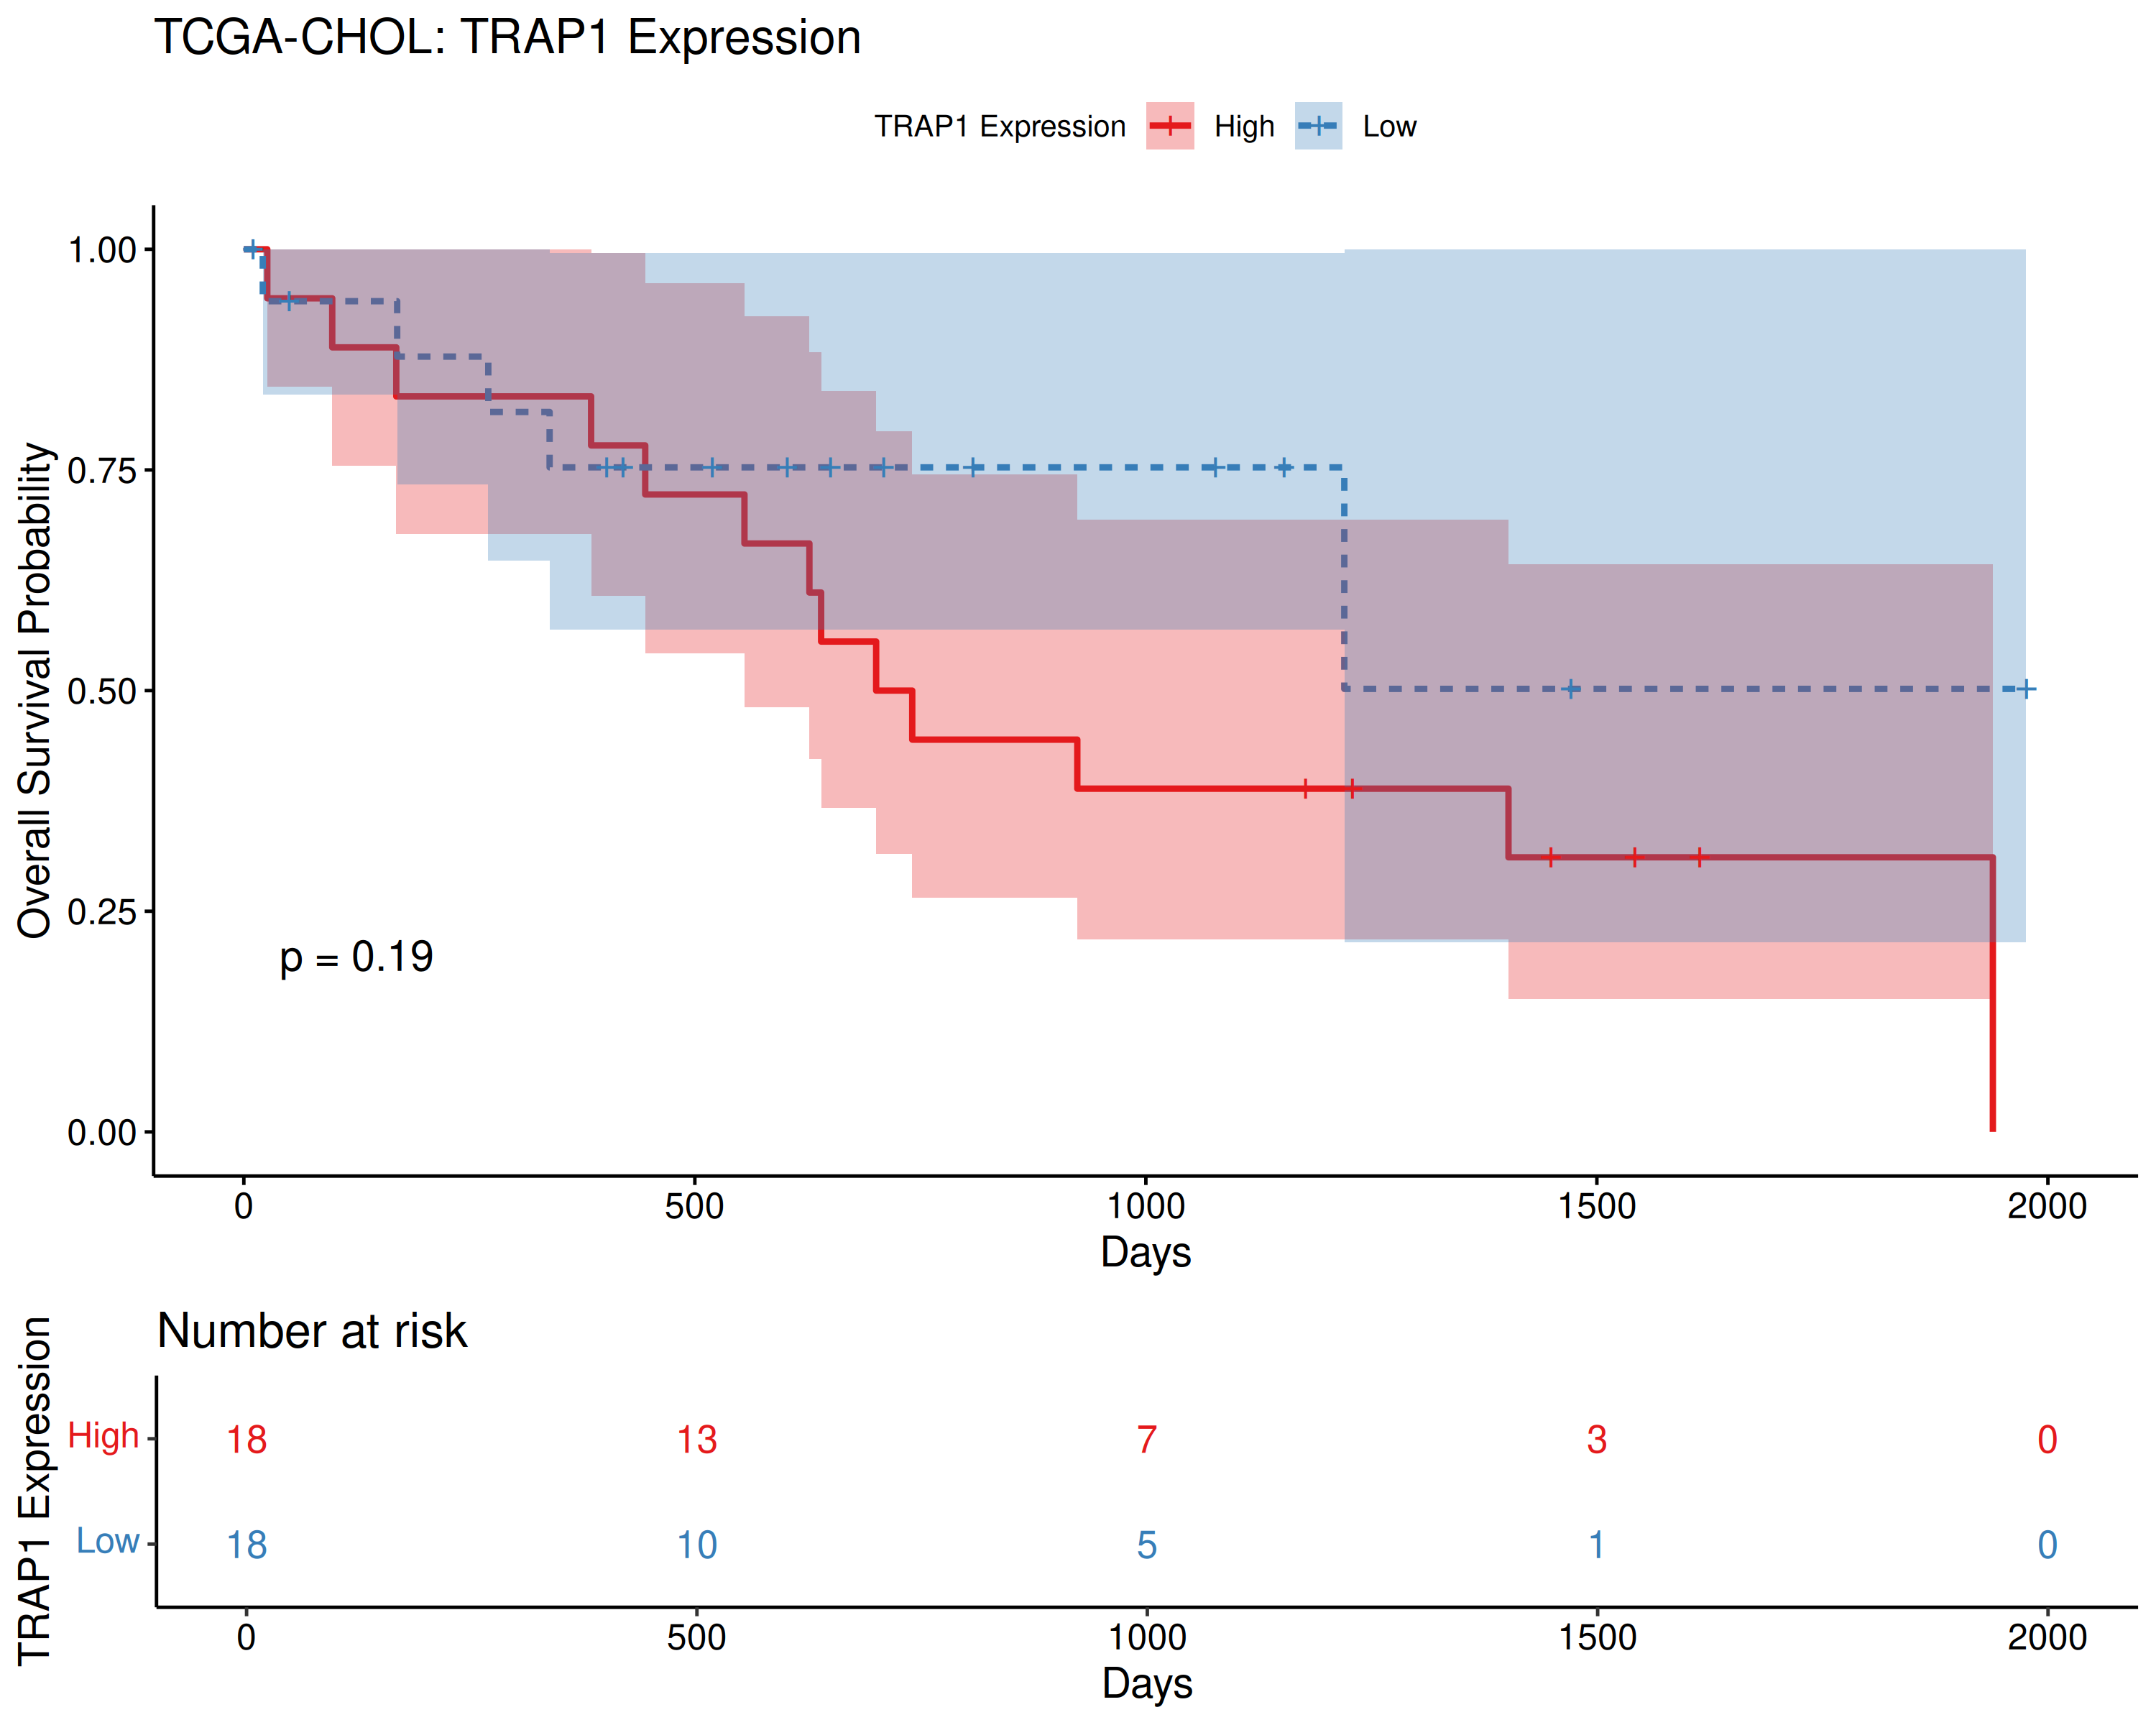 TCGA-CHOL: TRAP1 Expression
TRAP1 Expression High Low
Overall Survival Probability
1.00
0.75
0.50
0.25
0.00
p = 0.19
0 500 1000 1500 2000
Days
Number at risk
TRAP1 Expression
High 18 13 7 3 0
Low 18 10 5 1 0
0 500 1000 1500 2000
Days